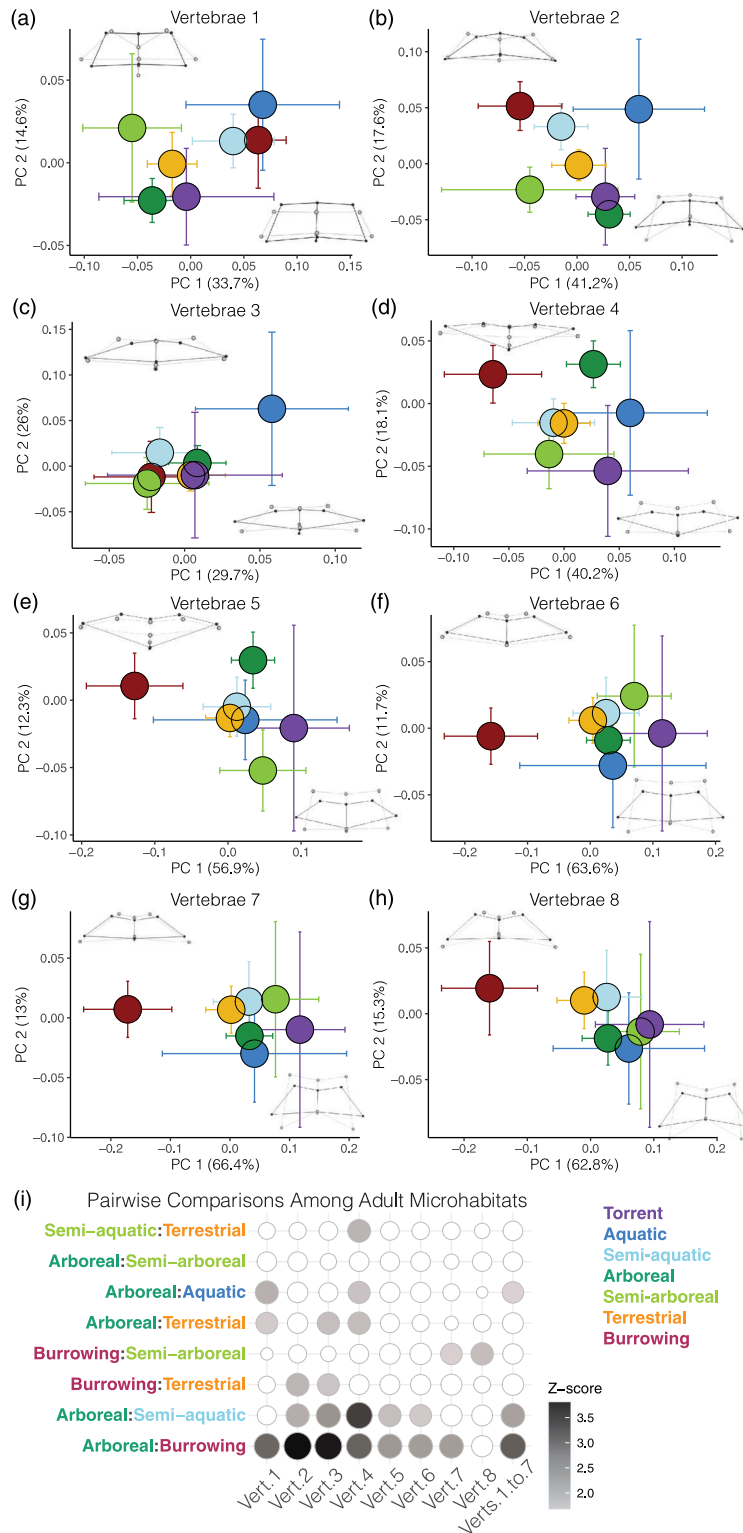 (a) Vertebrae 1
0.05
0.00
−0.05
PC 2 (14.6%)
−0.10 −0.05 0.00 0.05 0.10 0.15
PC 1 (33.7%)
(b) Vertebrae 2
0.10
0.05
0.00
−0.05
PC 2 (17.6%)
−0.10 0.00 0.10
PC 1 (41.2%)
(c) Vertebrae 3
0.15
0.10
0.05
0.00
−0.05
PC 2 (26%)
−0.05 0.00 0.05 0.10
PC 1 (29.7%)
(d) Vertebrae 4
0.05
0.00
−0.05
−0.10
PC 2 (18.1%)
−0.10 −0.05 0.00 0.05 0.10 0.15
PC 1 (40.2%)
(e) Vertebrae 5
0.05
0.00
−0.05
−0.10
PC 2 (12.3%)
−0.2 −0.1 0.0 0.1
PC 1 (56.9%)
(f) Vertebrae 6
0.05
0.00
−0.05
PC 2 (11.7%)
−0.2 −0.1 0.0 0.1 0.2
PC 1 (63.6%)
(g) Vertebrae 7
0.05
0.00
−0.05
−0.10
PC 2 (13%)
−0.2 −0.1 0.0 0.1 0.2
PC 1 (66.4%)
(h) Vertebrae 8
0.05
0.00
−0.05
PC 2 (15.3%)
−0.2 −0.1 0.0 0.1 0.2
PC 1 (62.8%)
(i) Pairwise Comparisons Among Adult Microhabitats
Semi−aquatic:Terrestrial
Arboreal:Semi−arboreal
Arboreal:Aquatic
Arboreal:Terrestrial
Burrowing:Semi−arboreal
Burrowing:Terrestrial
Arboreal:Semi−aquatic
Arboreal:Burrowing
Vert.1 Vert.2 Vert.3 Vert.4 Vert.5 Vert.6 Vert.7 Vert.8 Verts.1.to.7
Torrent
Aquatic
Semi-aquatic
Arboreal
Semi-arboreal
Terrestrial
Burrowing
Z−score
3.5
3.0
2.5
2.0